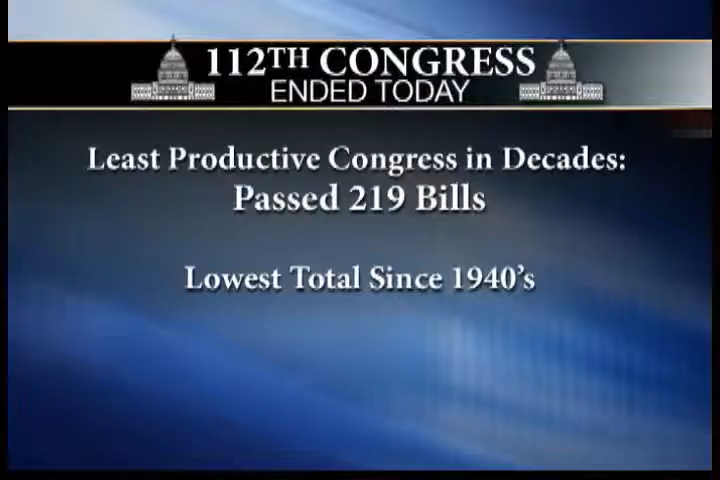 112TH CONGRESS
ENDED TODAY
Least Productive Congress in Decades:
Passed 219 Bills
Lowest Total Since 1940's